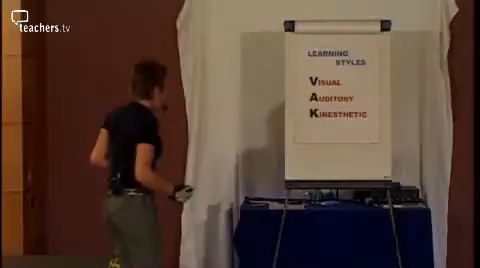 teachers.tv
LEARNING
STYLES
VISUAL
AUDITORY
KINESTHETIC